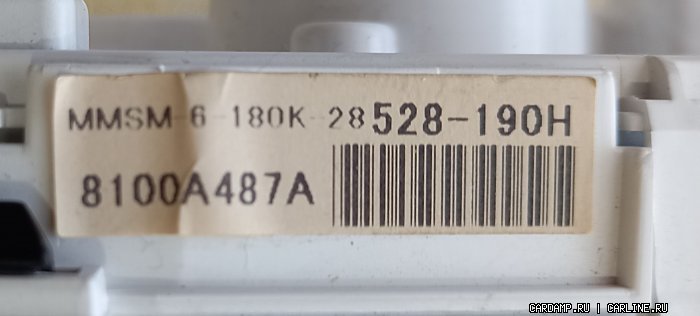 MMSM-6-180K-28528-190H
8100A487A
CARDAMP.RU | CARLINE.RU